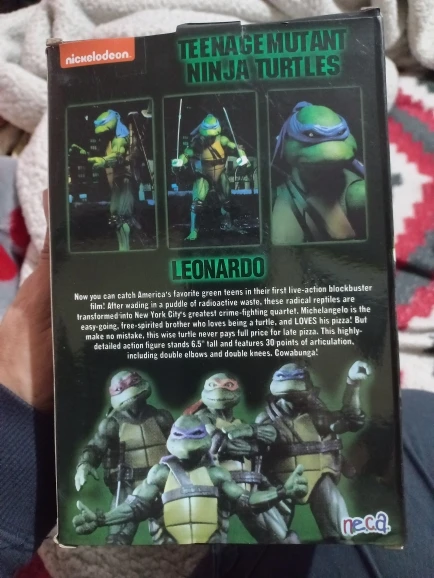 nickelodeon
TEENAGE MUTANT
NINJA TURTLES
LEONARDO
Now you can catch America's favorite green teens in their first live-action blockbuster
film! After wading in a puddle of radioactive waste, these radical reptiles are
transformed into New York City's greatest crime-fighting quartet. Michelangelo is the
easy-going, free-spirited brother who loves being a turtle, and LOVES his pizza! But
make no mistake, this wise turtle never pays full price for late pizza. This highly-
detailed action figure stands 6.5" tall and features 30 points of articulation,
including double elbows and double knees. Cowabunga!
neca